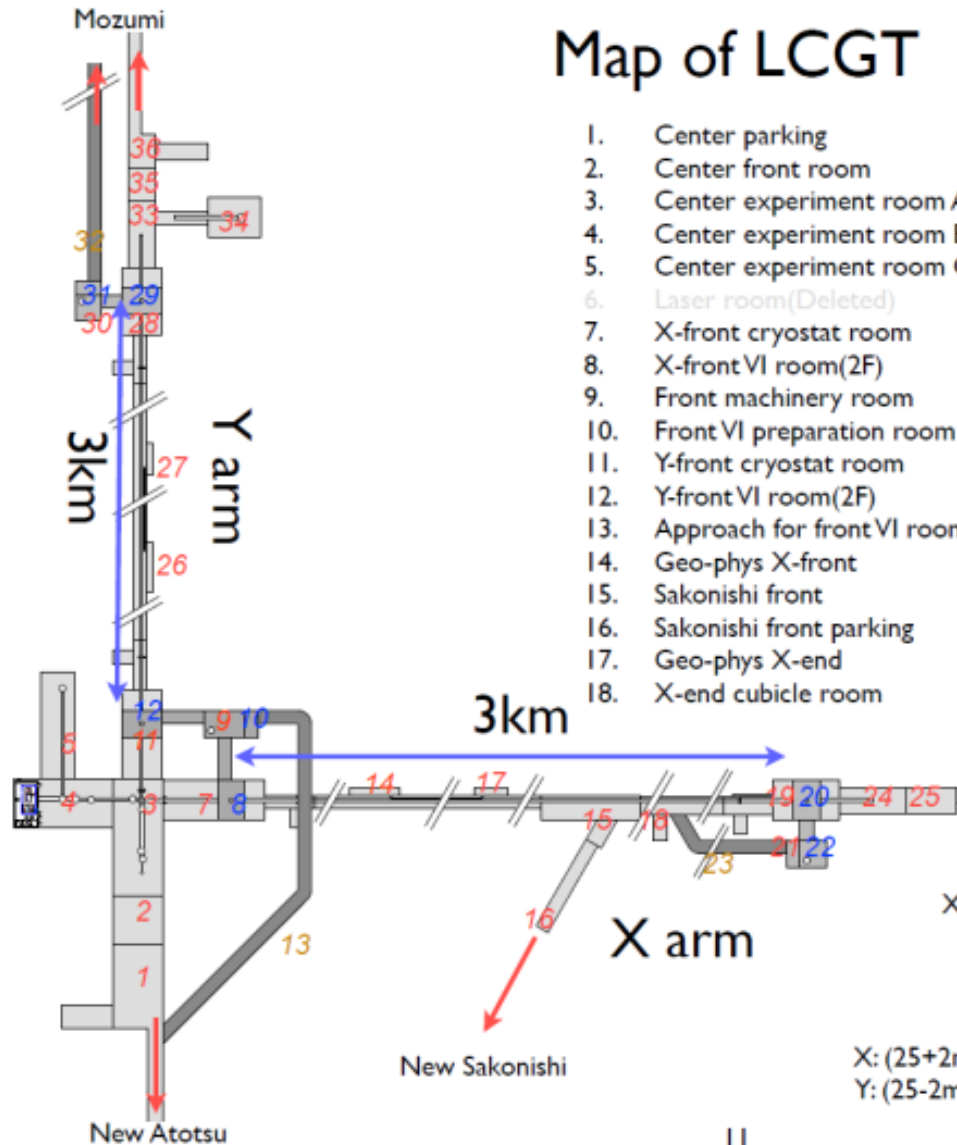 Mozumi
Map of LCGT
1. Center parking
2. Center front room
3. Center experiment room
4. Center experiment room
5. Center experiment room
6. Laser room(Deleted)
7. X-front cryostat room
8. X-front VI room(2F)
9. Front machinery room
10. Front VI preparation room
11. Y-front cryostat room
12. Y-front VI room(2F)
13. Approach for front VI room
14. Geo-phys X-front
15. Sakonishi front
16. Sakonishi front parking
17. Geo-phys X-end
18. X-end cubicle room
36
35
33
34
32
31 29
30 28
3km
Y arm
27
26
12 9 10
11
3km
5
4 3 7 8
14 17
15 18
19 20 24 25
21 22
23
2
16
13
X arm
1
X
New Sakonishi
X: (25+2m
Y: (25-2m
New Atotsu